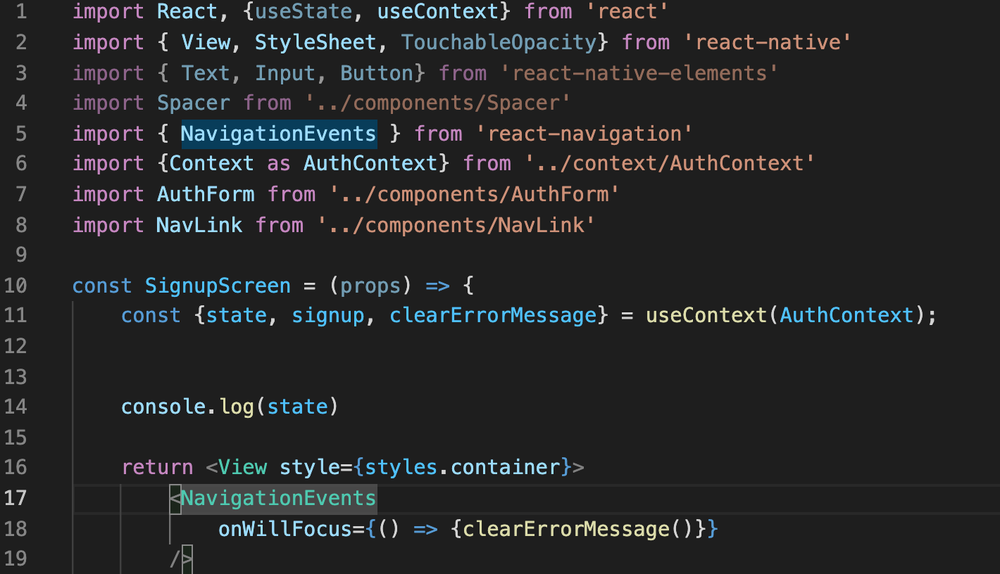 1 import React, {useState, useContext} from 'react'
2 import { View, StyleSheet, TouchableOpacity} from 'react-native'
3 import { Text, Input, Button} from 'react-native-elements'
4 import Spacer from '../components/Spacer'
5 import { NavigationEvents } from 'react-navigation'
6 import {Context as AuthContext} from '../context/AuthContext'
7 import AuthForm from '../components/AuthForm'
8 import NavLink from '../components/NavLink'
9
10 const SignupScreen = (props) => {
11     const {state, signup, clearErrorMessage} = useContext(AuthContext);
12
13
14     console.log(state)
15
16     return <View style={styles.container}>
17         <NavigationEvents
18             onWillFocus={() => {clearErrorMessage()}}
19         />